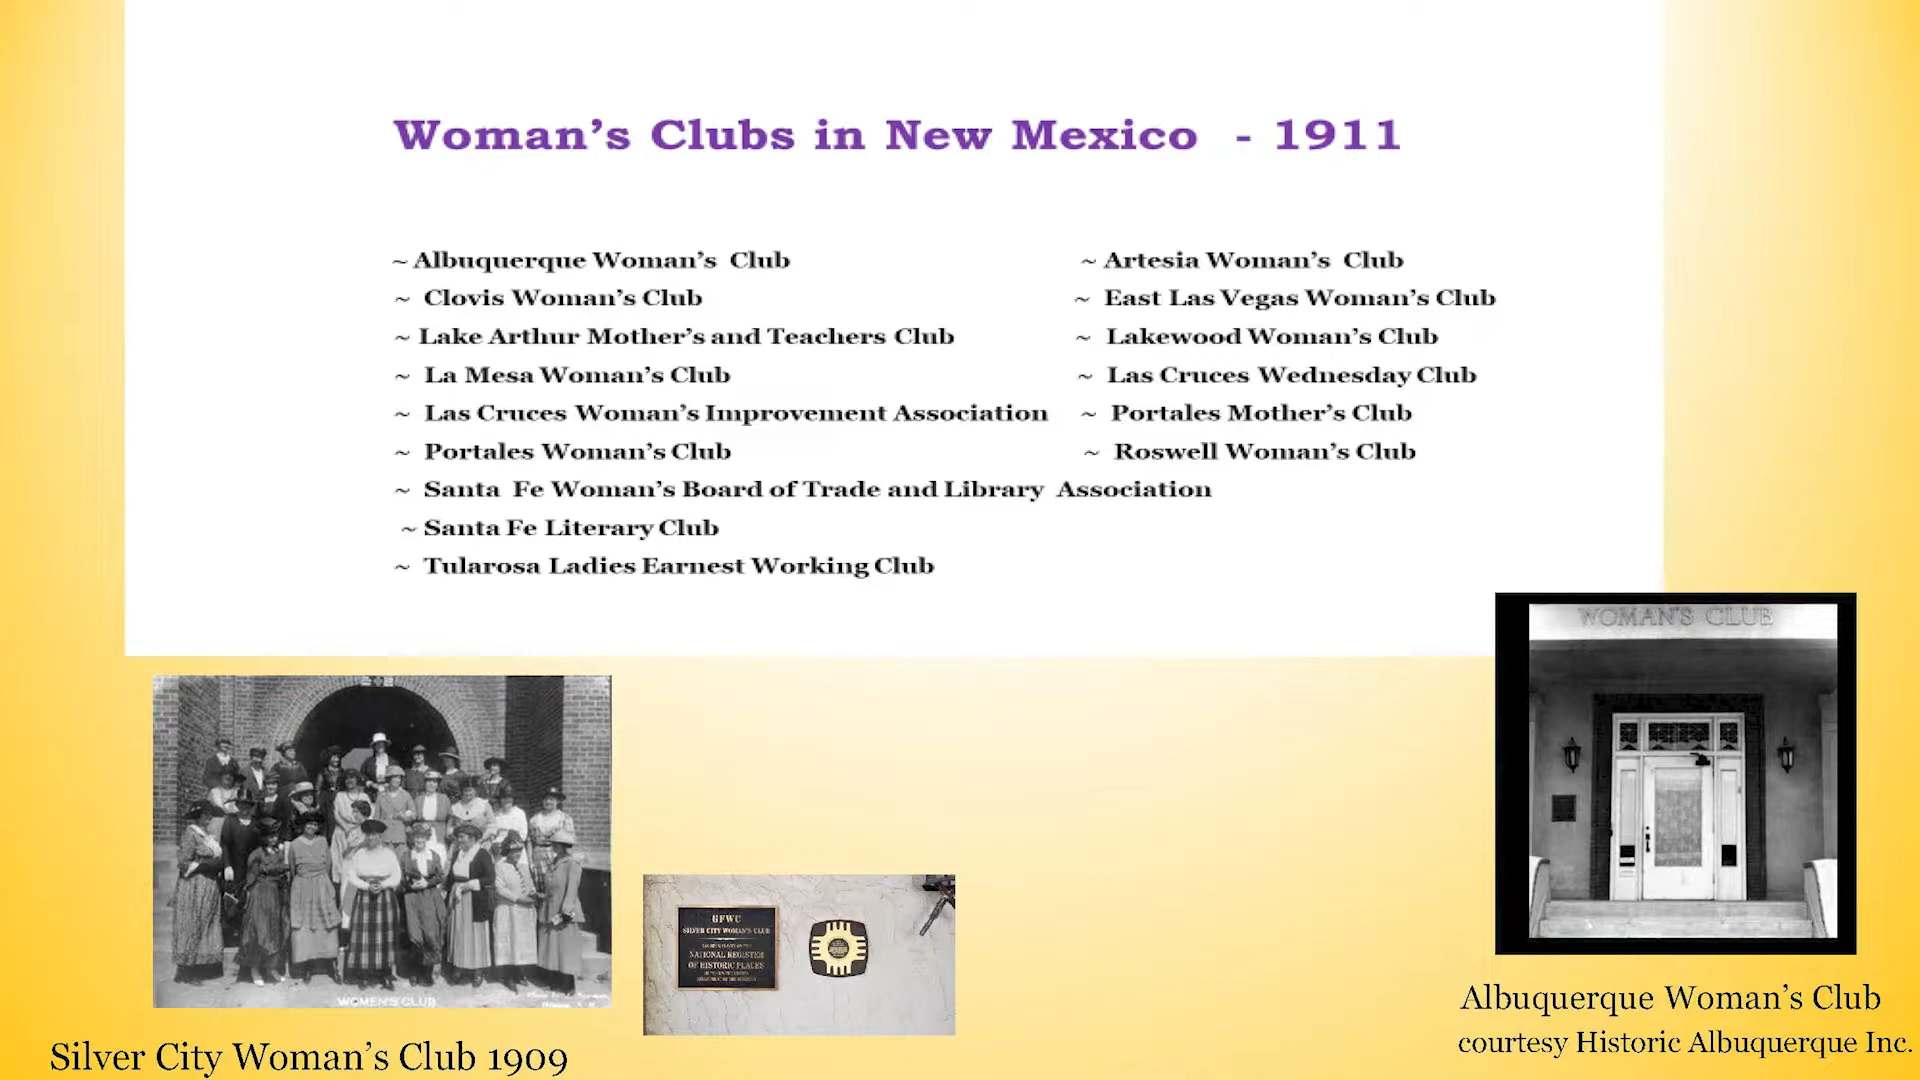 Woman's Clubs in New Mexico - 1911
~ Albuquerque Woman's Club
~ Artesia Woman's Club
~ Clovis Woman's Club
~ East Las Vegas Woman's Club
~ Lake Arthur Mother's and Teachers Club
~ Lakewood Woman's Club
~ La Mesa Woman's Club
~ Las Cruces Wednesday Club
~ Las Cruces Woman's Improvement Association
~ Portales Mother's Club
~ Portales Woman's Club
~ Roswell Woman's Club
~ Santa Fe Woman's Board of Trade and Library Association
~ Santa Fe Literary Club
~ Tularosa Ladies Earnest Working Club
WOMAN'S CLUB
WOMEN'S CLUB
GFWC
SILVER CITY WOMAN'S CLUB
NATIONAL REGISTER
OF HISTORIC PLACES
Silver City Woman's Club 1909
Albuquerque Woman's Club
courtesy Historic Albuquerque Inc.